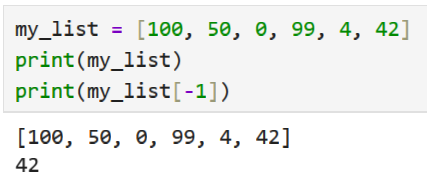 my_list = [100, 50, 0, 99, 4, 42]
print(my_list)
print(my_list[-1])
[100, 50, 0, 99, 4, 42]
42